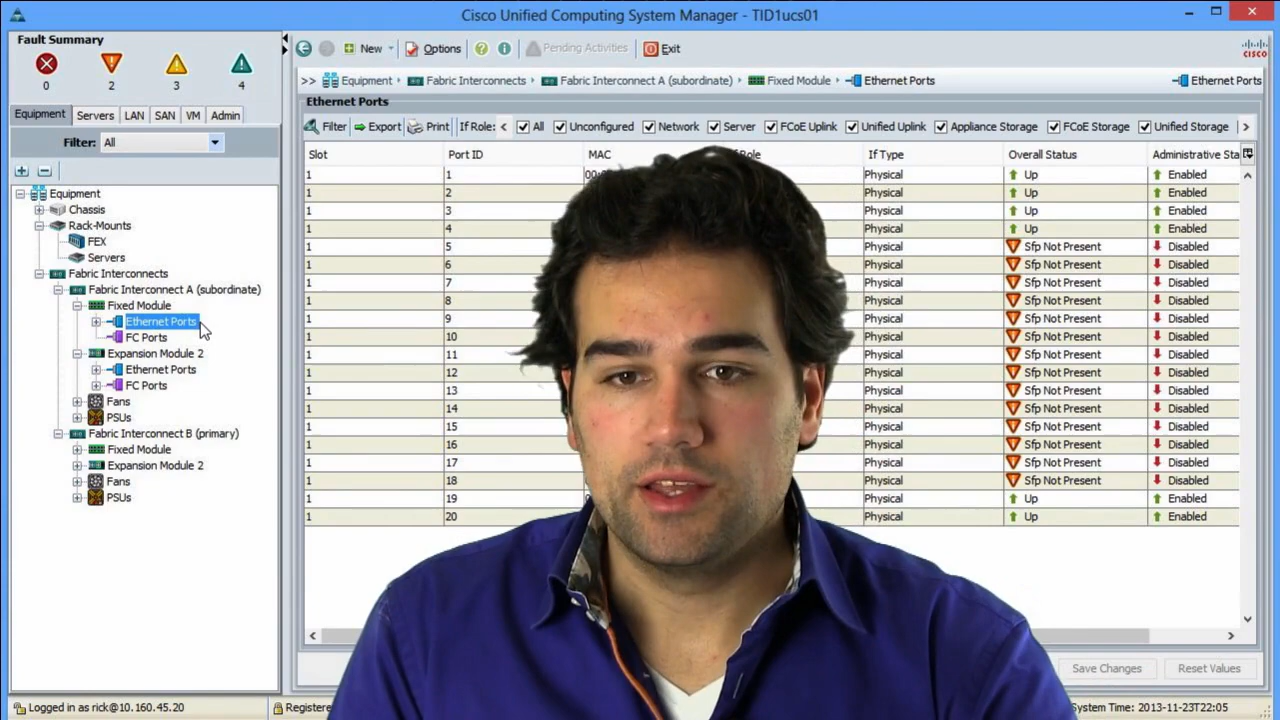 Cisco Unified Computing System Manager - TID1ucs01
Fault Summary
0 2 3 4
New Options Pending Activities Exit
CISCO
>> Equipment Fabric Interconnects Fabric Interconnect A (subordinate) Fixed Module Ethernet Ports Ethernet Ports
Equipment Servers LAN SAN VM Admin
Ethernet Ports
Filter: All
Filter Export Print If Role: All Unconfigured Network Server FCoE Uplink Unified Uplink Appliance Storage FCoE Storage Unified Storage
Slot Port ID MAC Role If Type Overall Status Administrative Sta
1 1 Physical Up Enabled
1 2 Physical Up Enabled
1 3 Physical Up Enabled
1 4 Physical Up Enabled
1 5 Physical Sfp Not Present Disabled
1 6 Physical Sfp Not Present Disabled
1 7 Physical Sfp Not Present Disabled
1 8 Physical Sfp Not Present Disabled
1 9 Physical Sfp Not Present Disabled
1 10 Physical Sfp Not Present Disabled
1 11 Physical Sfp Not Present Disabled
1 12 Physical Sfp Not Present Disabled
1 13 Physical Sfp Not Present Disabled
1 14 Physical Sfp Not Present Disabled
1 15 Physical Sfp Not Present Disabled
1 16 Physical Sfp Not Present Disabled
1 17 Physical Sfp Not Present Disabled
1 18 Physical Sfp Not Present Disabled
1 19 Physical Up Enabled
1 20 Physical Up Enabled
Equipment
Chassis
Rack-Mounts
FEX
Servers
Fabric Interconnects
Fabric Interconnect A (subordinate)
Fixed Module
Ethernet Ports
FC Ports
Expansion Module 2
Ethernet Ports
FC Ports
Fans
PSUs
Fabric Interconnect B (primary)
Fixed Module
Expansion Module 2
Fans
PSUs
Save Changes Reset Values
Logged in as rick@10.160.45.20 Registere System Time: 2013-11-23T22:05